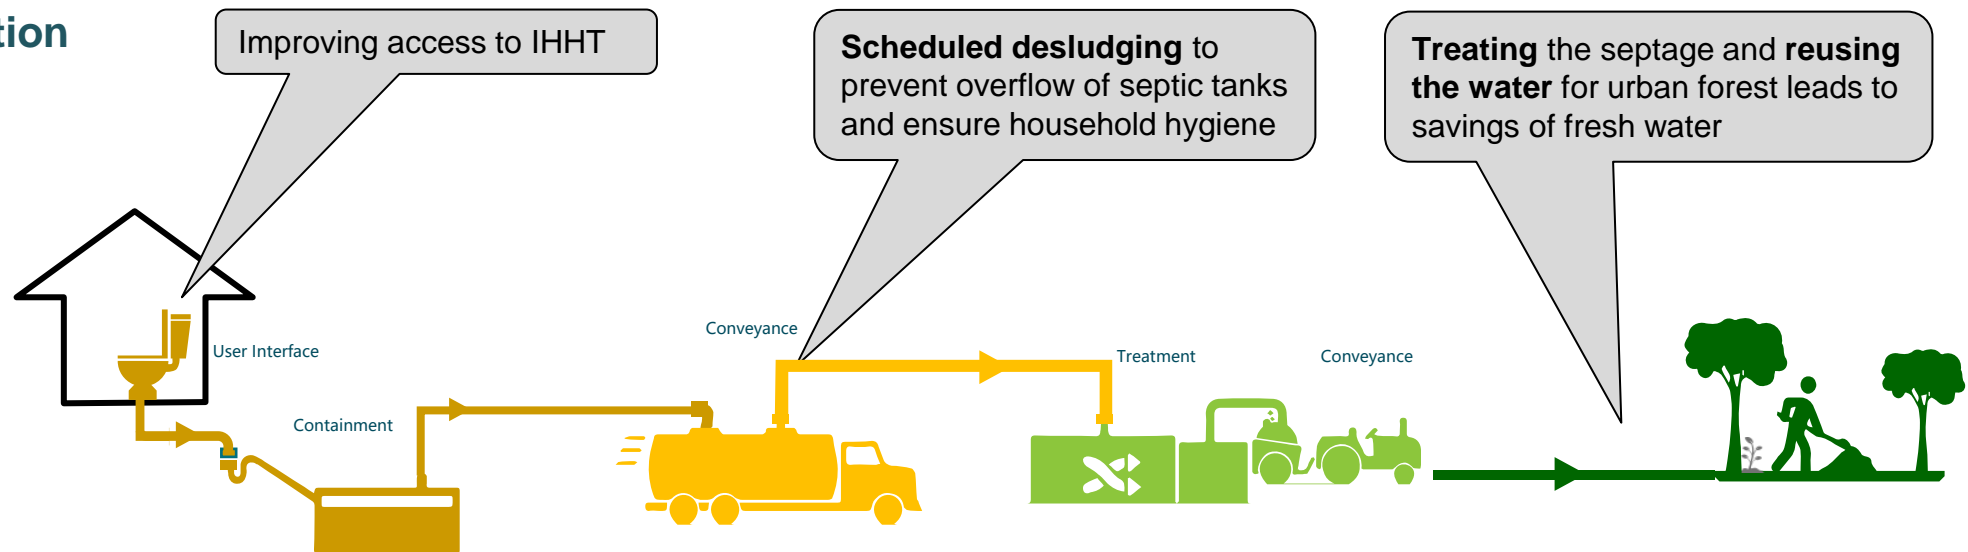 tion
Improving access to IHHT
Scheduled desludging to
prevent overflow of septic tanks
and ensure household hygiene
Treating the septage and reusing
the water for urban forest leads to
savings of fresh water
User Interface
Containment
Conveyance
Treatment
Conveyance